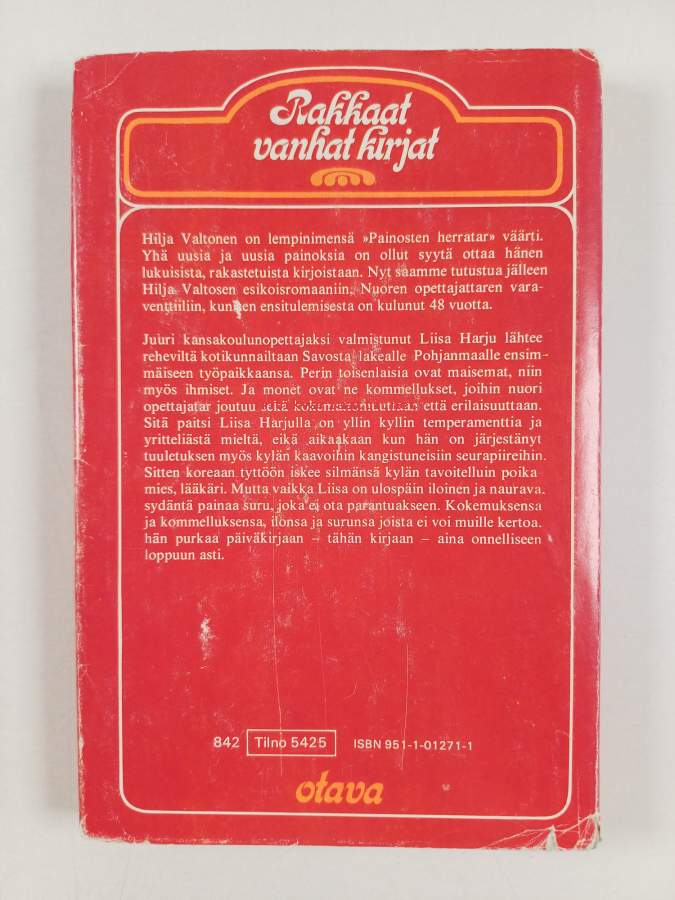 Rakkaat
vanhat kirjat
Hilja Valtonen on lempinimensä »Painosten herratar» väärti.
Yhä uusia ja uusia painoksia on ollut syytä ottaa hänen
lukuisista, rakastetuista kirjoistaan. Nyt saamme tutustua jälleen
Hilja Valtosen esikoisromaaniin, Nuoren opettajattaren vara-
venttiiliin, kunnen ensitulemisesta on kulunut 48 vuotta.
Juuri kansakoulunopettajaksi valmistunut Liisa Harju lähtee
reheviltä kotikunnailtaan Savosta lakealle Pohjanmaalle ensim-
mäiseen työpaikkaansa. Perin toisenlaisia ovat maisemat, niin
myös ihmiset. Ja monet ovat ne kommellukset, joihin nuori
opettajatar joutuu sekä kokemattomuuttaan että erilaisuuttaan.
Sitä paitsi Liisa Harjulla on yllin kyllin temperamenttia ja
yritteliästä mieltä, eikä aikaakaan kun hän on järjestänyt
tuuletuksen myös kylän kaavoihin kangistuneisiin seurapiireihin.
Sitten koreaan tyttöön iskee silmänsä kylän tavoitelluin poika
mies, lääkäri. Mutta vaikka Liisa on ulospäin iloinen ja naurava,
sydäntä painaa suru, joka ei ota parantuakseen. Kokemuksensa
ja kommelluksensa, ilonsa ja surunsa joista ei voi muille kertoa,
hän purkaa päiväkirjaan – tähän kirjaan – aina onnelliseen
loppuun asti.
842 Tilno 5425 ISBN 951-1-01271-1
otava